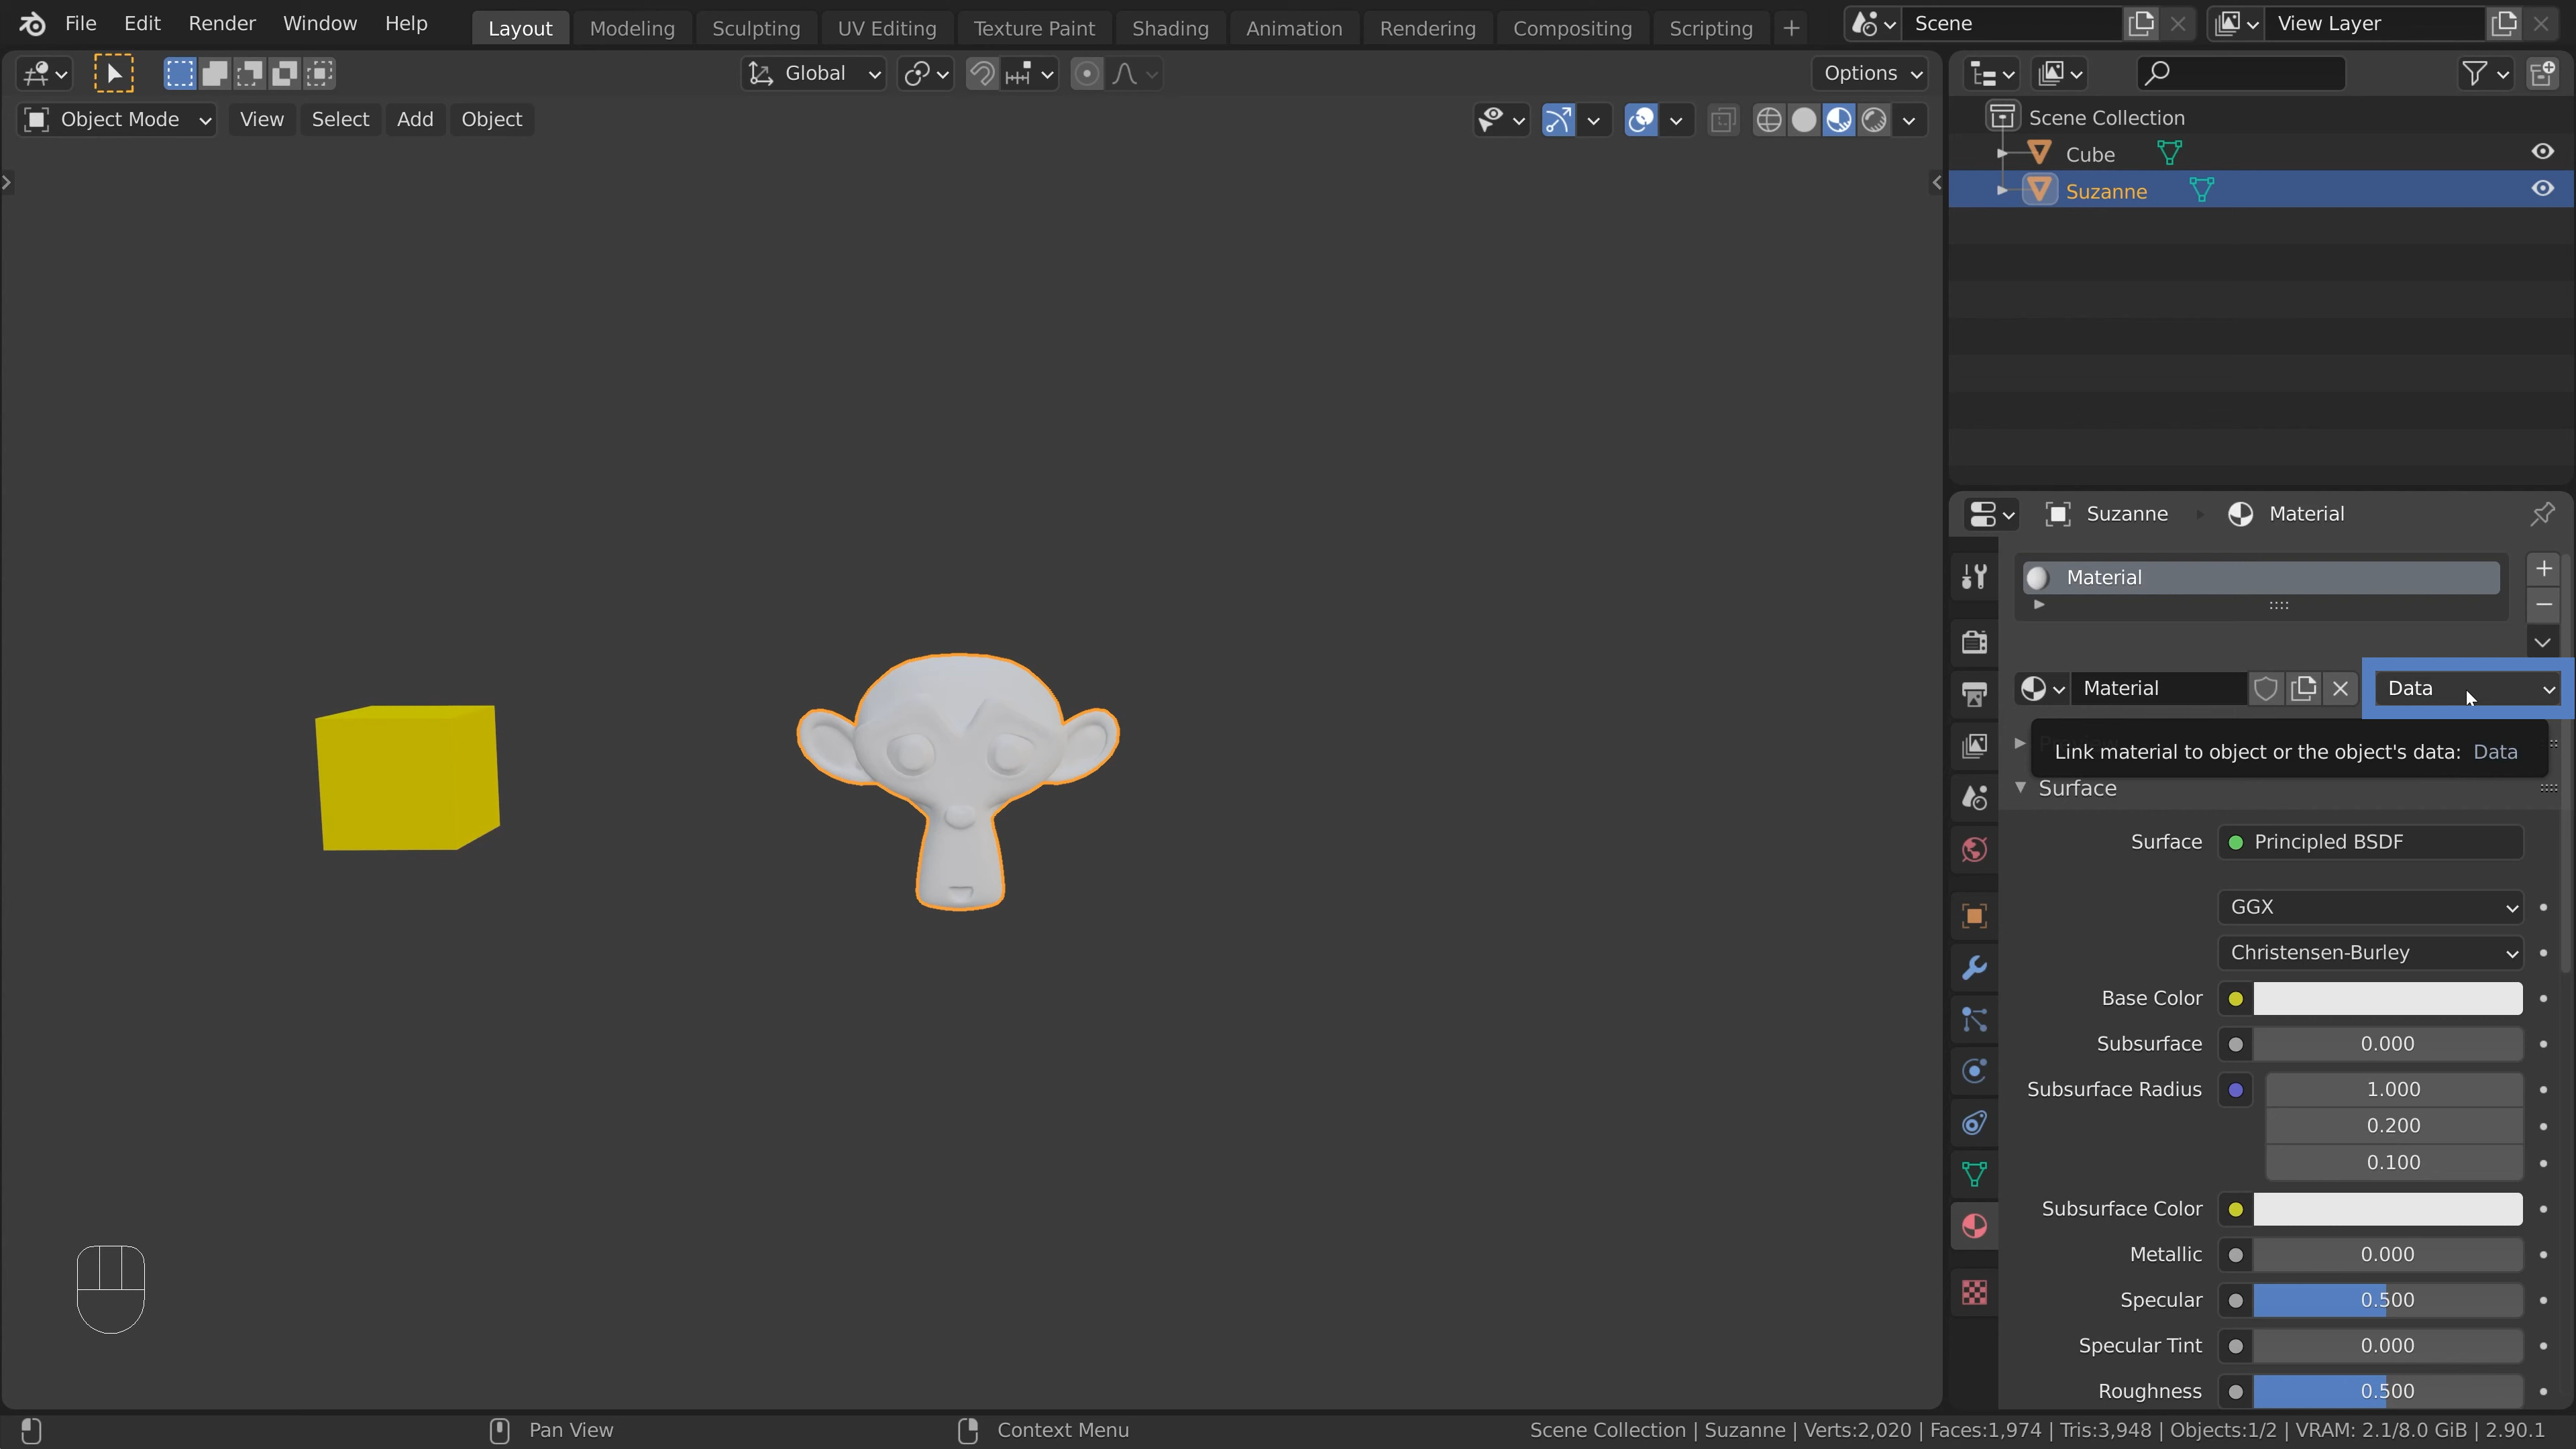 File Edit Render Window Help Layout Modeling Sculpting UV Editing Texture Paint Shading Animation Rendering Compositing Scripting + Scene View Layer
Global Options
Object Mode View Select Add Object
Scene Collection
Cube
Suzanne
Suzanne Material
Material
Material Data
Link material to object or the object's data: Data
Surface
Surface Principled BSDF
GGX
Christensen-Burley
Base Color
Subsurface 0.000
Subsurface Radius 1.000
0.200
0.100
Subsurface Color
Metallic 0.000
Specular 0.500
Specular Tint 0.000
Roughness 0.500
Pan View Context Menu Scene Collection | Suzanne | Verts:2,020 | Faces:1,974 | Tris:3,948 | Objects:1/2 | VRAM: 2.1/8.0 GiB | 2.90.1